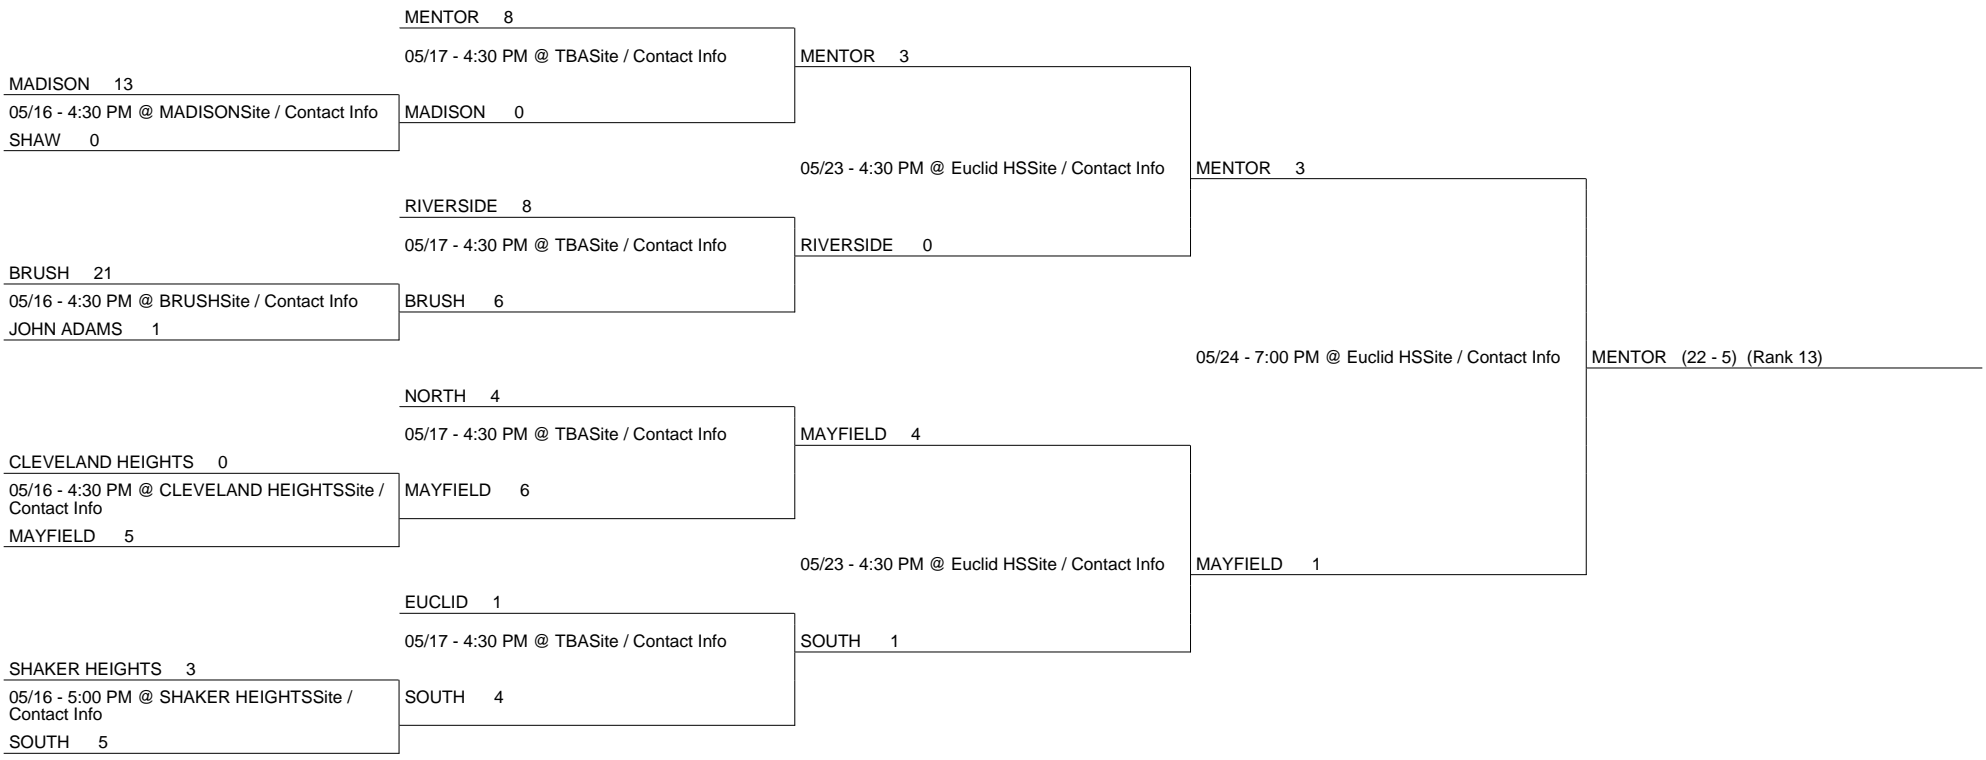 MENTOR 8
05/17 - 4:30 PM @ TBASite / Contact Info
MENTOR 3
MADISON 13
05/16 - 4:30 PM @ MADISONSite / Contact Info
MADISON 0
SHAW 0
05/23 - 4:30 PM @ Euclid HSSite / Contact Info
MENTOR 3
RIVERSIDE 8
05/17 - 4:30 PM @ TBASite / Contact Info
RIVERSIDE 0
BRUSH 21
05/16 - 4:30 PM @ BRUSHSite / Contact Info
BRUSH 6
JOHN ADAMS 1
05/24 - 7:00 PM @ Euclid HSSite / Contact Info
MENTOR (22 - 5) (Rank 13)
NORTH 4
05/17 - 4:30 PM @ TBASite / Contact Info
MAYFIELD 4
CLEVELAND HEIGHTS 0
05/16 - 4:30 PM @ CLEVELAND HEIGHTSSite /
Contact Info
MAYFIELD 6
MAYFIELD 5
05/23 - 4:30 PM @ Euclid HSSite / Contact Info
MAYFIELD 1
EUCLID 1
05/17 - 4:30 PM @ TBASite / Contact Info
SOUTH 1
SHAKER HEIGHTS 3
05/16 - 5:00 PM @ SHAKER HEIGHTSSite /
Contact Info
SOUTH 4
SOUTH 5